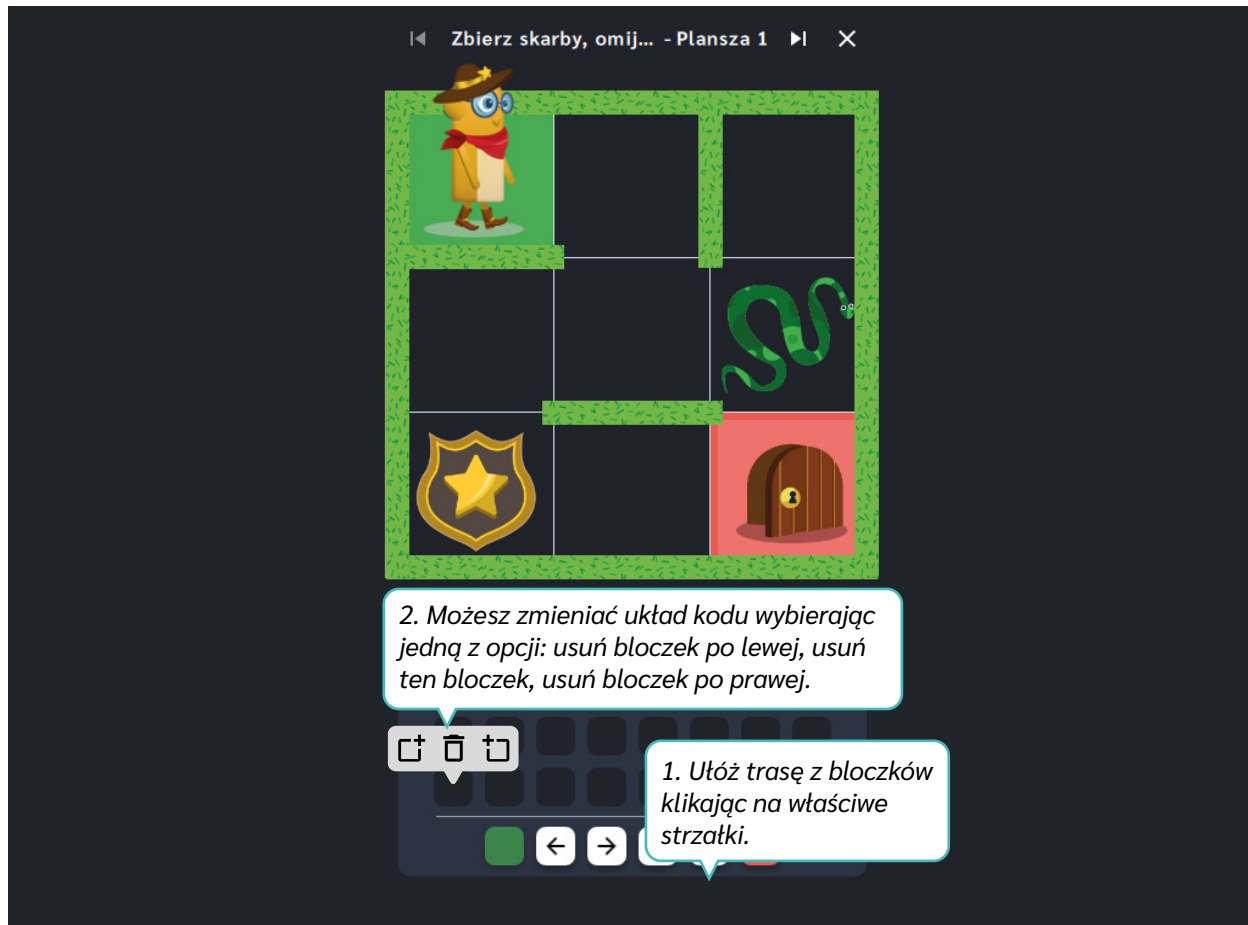 Zbierz skarby, omij... - Plansza 1
2. Możesz zmieniać układ kodu wybierając
jedną z opcji: usuń bloczek po lewej, usuń
ten bloczek, usuń bloczek po prawej.
1. Ułóż trasę z bloczków
klikając na właściwe
strzałki.